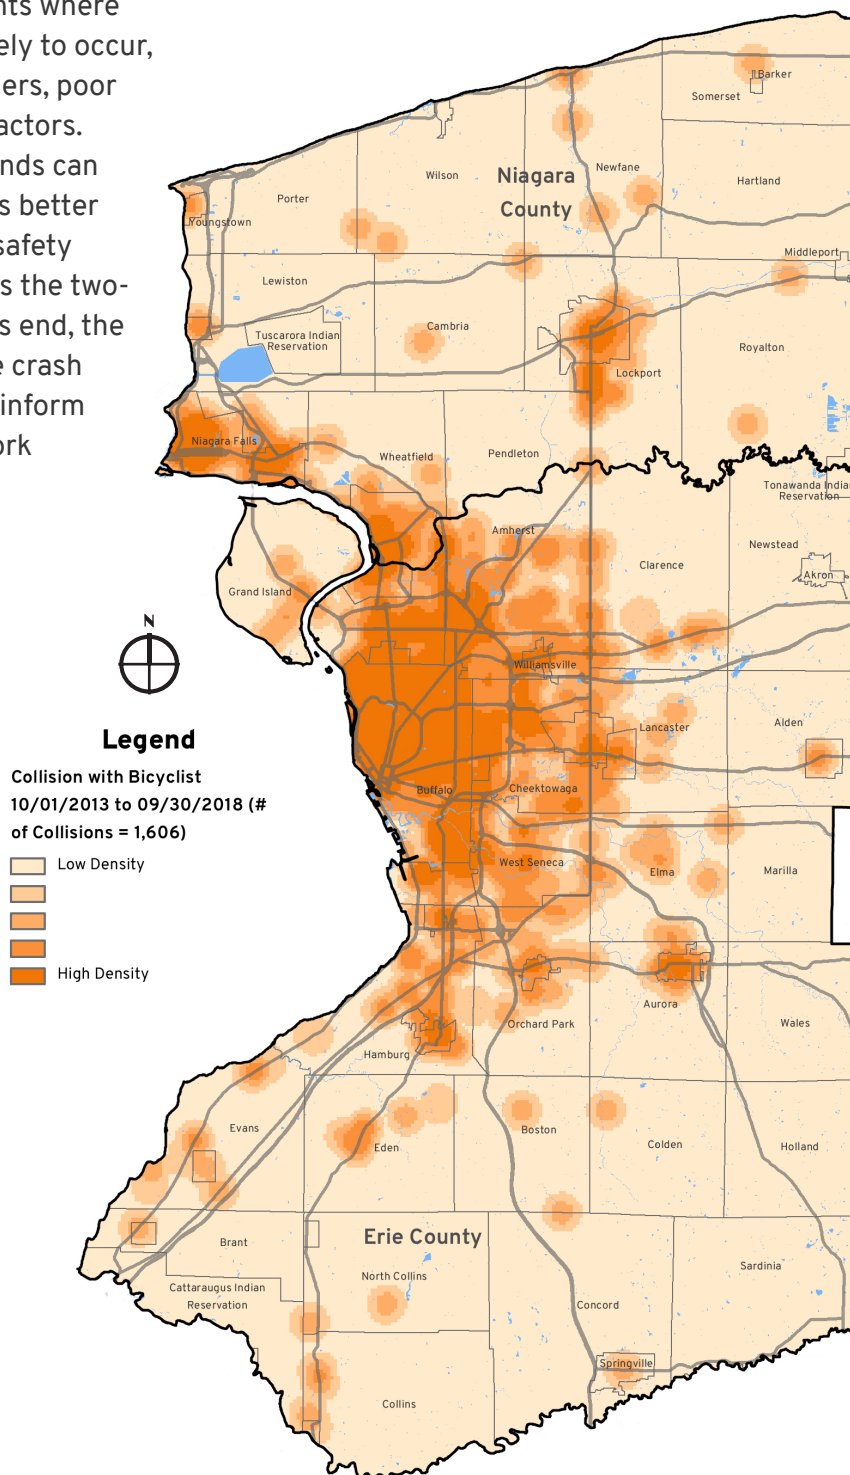 nts where
ely to occur,
ers, poor
actors.
nds can
s better
safety
s the two-
s end, the
e crash
inform
ork
Barker
Somerset
Wilson
Niagara
County
Newfane
Hartland
Porter
Youngstown
Middleport
Lewiston
Tuscarora Indian
Reservation
Cambria
Royalton
Lockport
Niagara Falls
Wheatfield
Pendleton
Tonawanda India
Reservation
Amherst
Newstead
Clarence
Akron
Grand Island
N
Williamsville
Lancaster
Alden
Legend
Collision with Bicyclist
10/01/2013 to 09/30/2018 (#
of Collisions = 1,606)
Low Density
High Density
Buffalo
Cheektowaga
West Seneca
Elma
Marilla
Aurora
Orchard Park
Wales
Hamburg
Evans
Eden
Boston
Colden
Holland
Brant
Erie County
North Collins
Sardinia
Cattaraugus Indian
Reservation
Concord
Springville
Collins